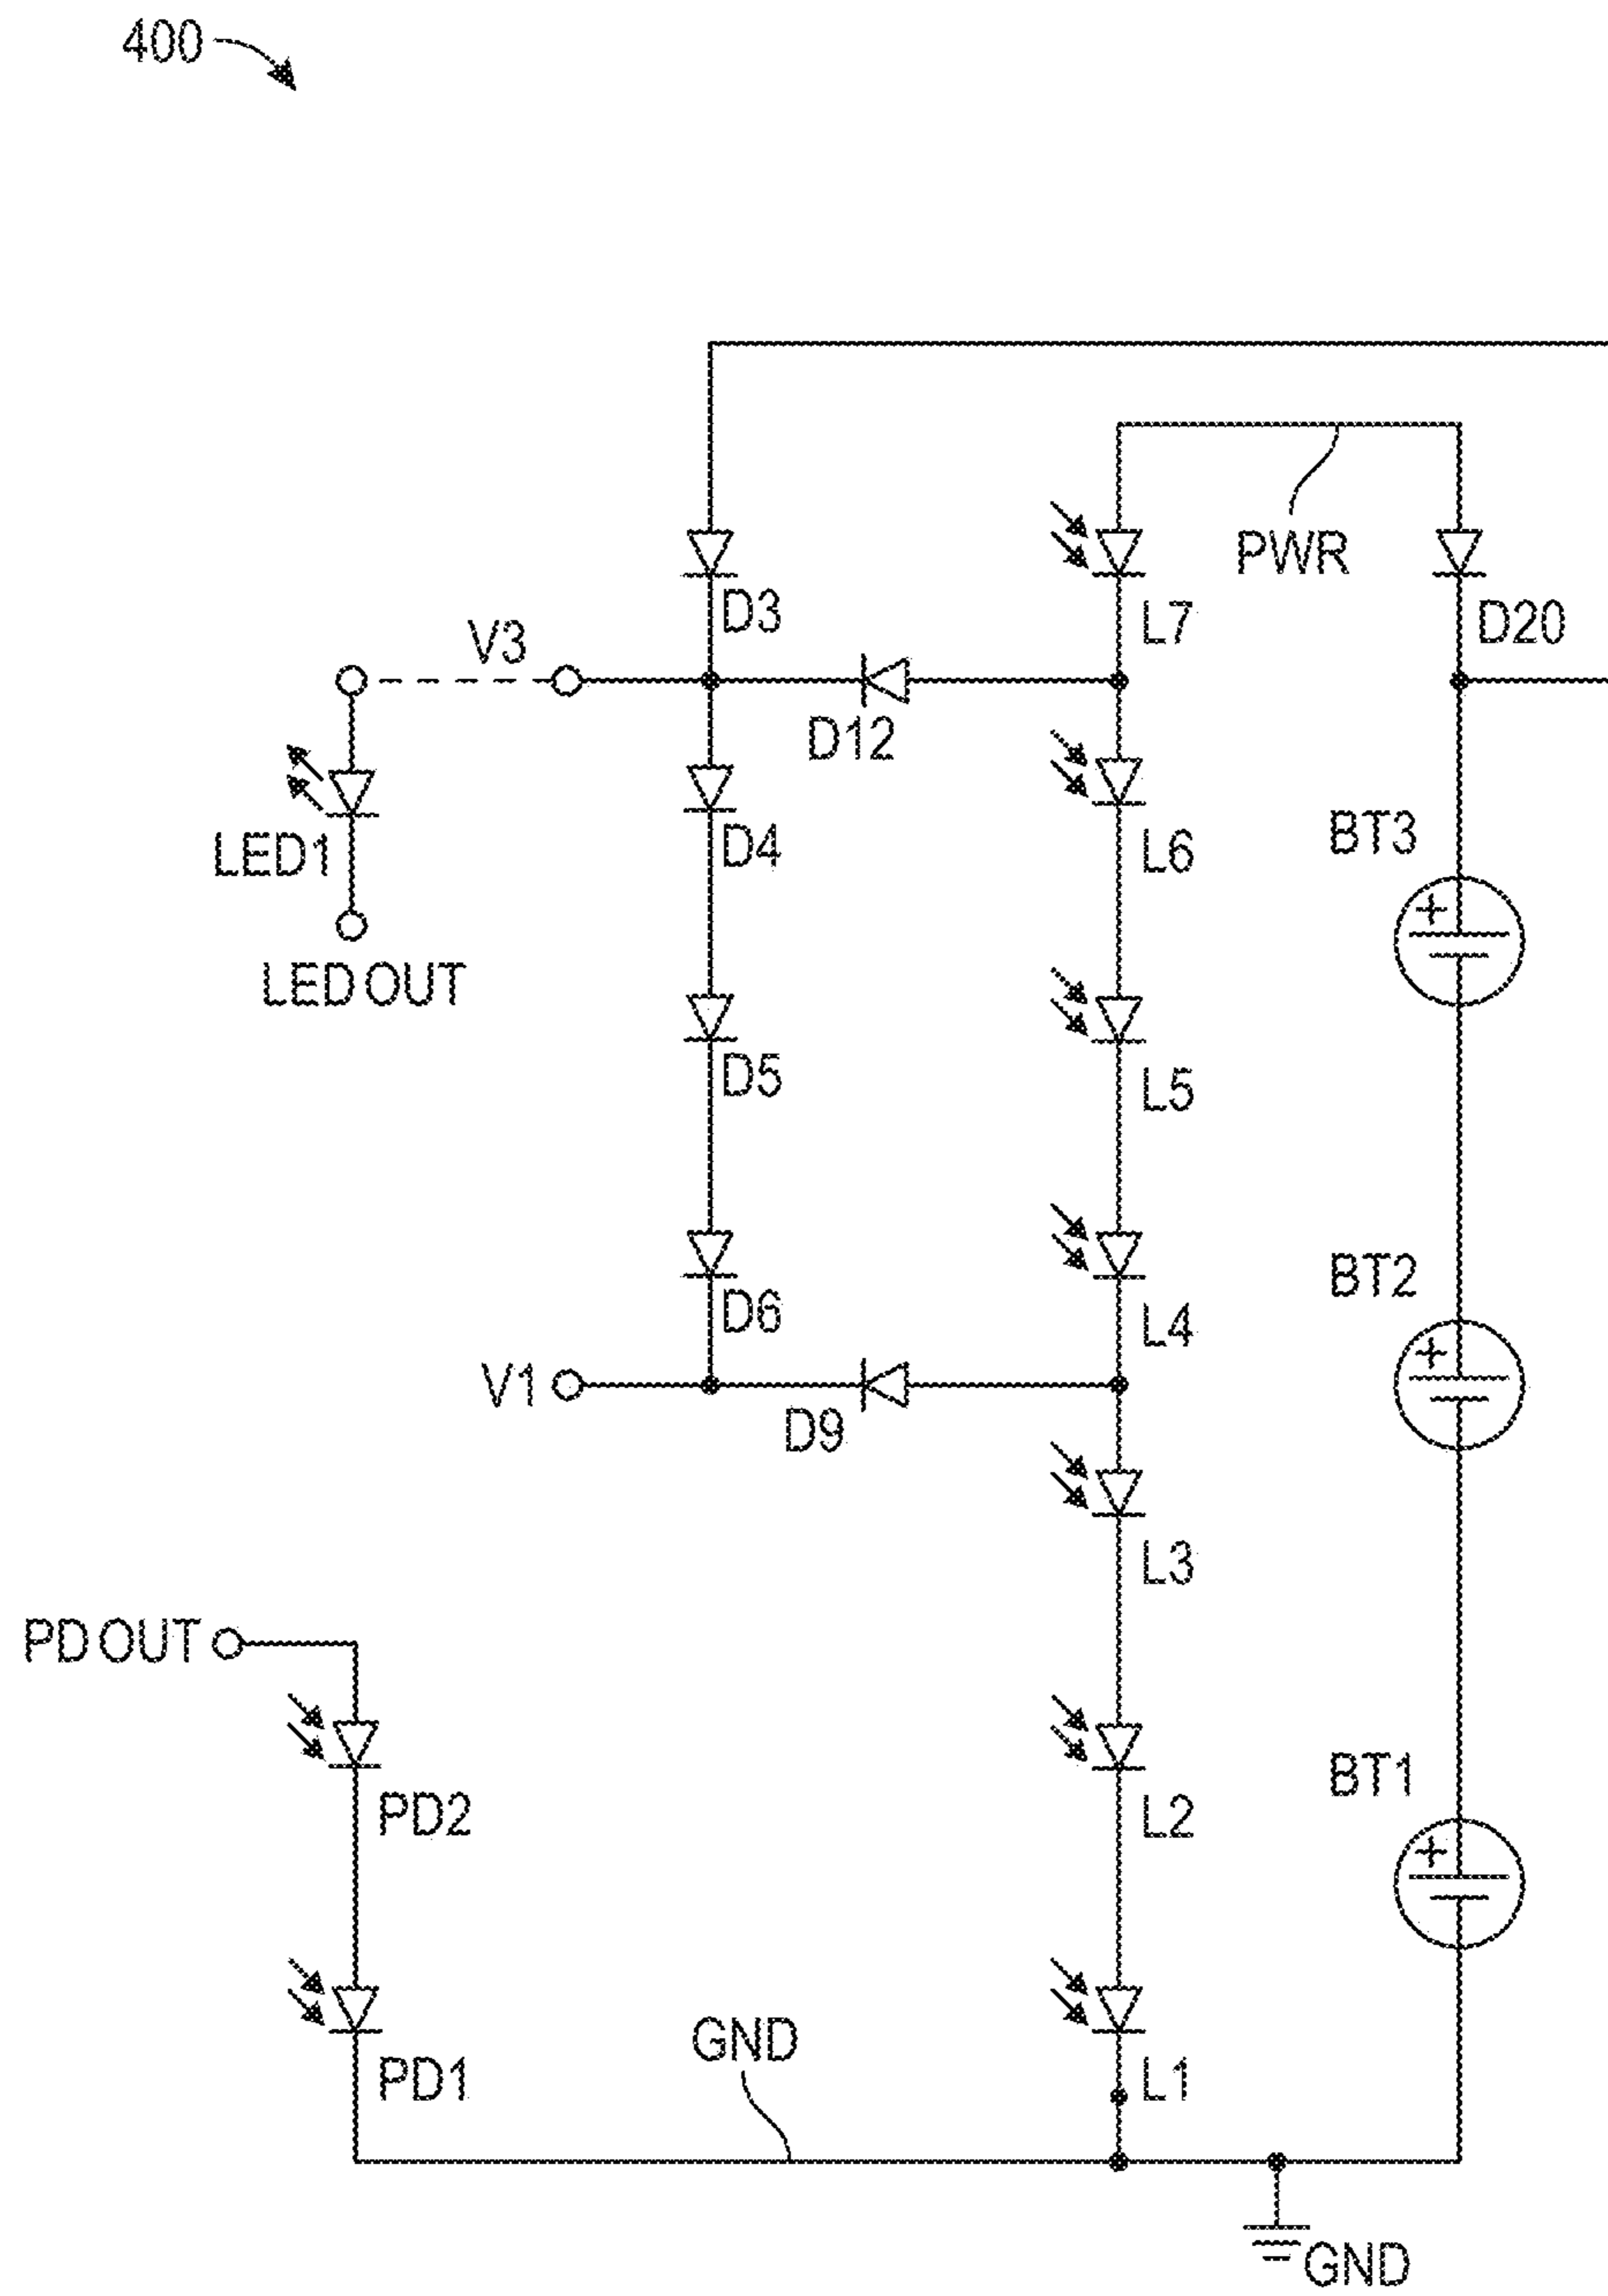 400
PWR
D3
L7
D20
V3
D12
LED1
D4
L6
BT3
LED OUT
D5
L5
BT2
D6
L4
V1
D9
L3
PD OUT
BT1
PD2
L2
GND
PD1
L1
GND